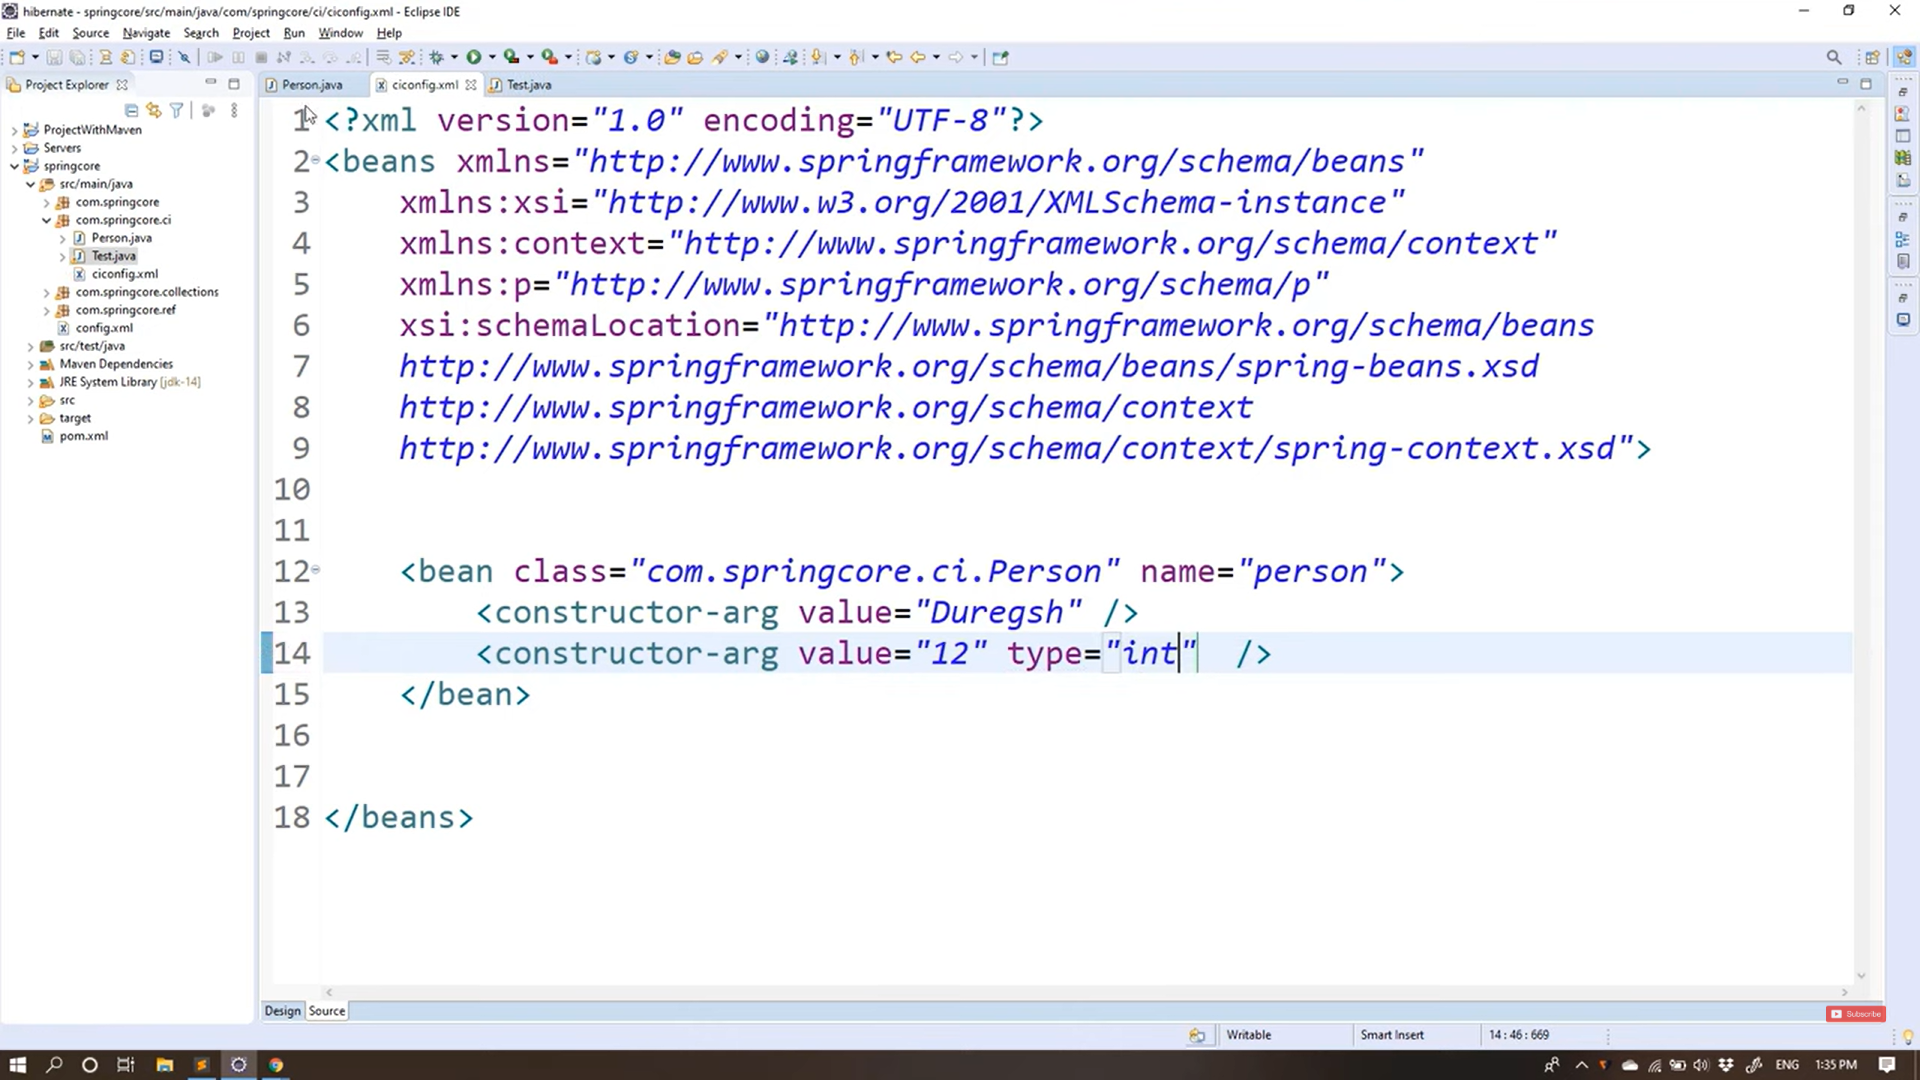 hibernate - springcore/src/main/java/com/springcore/ci/ciconfig.xml - Eclipse IDE
File Edit Source Navigate Search Project Run Window Help
Project Explorer
Person.java ciconfig.xml Test.java
ProjectWithMaven
Servers
springcore
src/main/java
com.springcore
com.springcore.ci
Person.java
Test.java
ciconfig.xml
com.springcore.collections
com.springcore.ref
config.xml
src/test/java
Maven Dependencies
JRE System Library [jdk-14]
src
target
pom.xml
1 <?xml version="1.0" encoding="UTF-8"?>
2 <beans xmlns="http://www.springframework.org/schema/beans"
3 xmlns:xsi="http://www.w3.org/2001/XMLSchema-instance"
4 xmlns:context="http://www.springframework.org/schema/context"
5 xmlns:p="http://www.springframework.org/schema/p"
6 xsi:schemaLocation="http://www.springframework.org/schema/beans
7 http://www.springframework.org/schema/beans/spring-beans.xsd
8 http://www.springframework.org/schema/context
9 http://www.springframework.org/schema/context/spring-context.xsd">
10
11
12 <bean class="com.springcore.ci.Person" name="person">
13 <constructor-arg value="Duregsh" />
14 <constructor-arg value="12" type="int" />
15 </bean>
16
17
18 </beans>
Design Source
Subscribe
Writable Smart Insert 14 : 46 : 669
ENG 1:35 PM